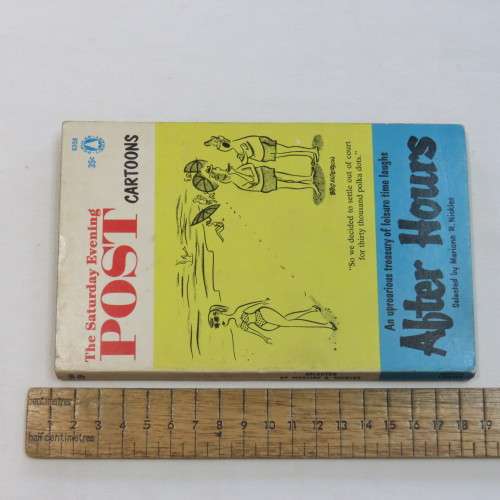 The Saturday Evening
POST
CARTOONS
6358
35c
"So we decided to settle out of court
for thirty thousand polka dots."
An uproarious treasury of leisure time laughs
After Hours
Selected by Marione R. Nickles
half centimetres
1 2 3 4 5 6 7 8 9 10 11 12 13 14 15 16 17 18 19